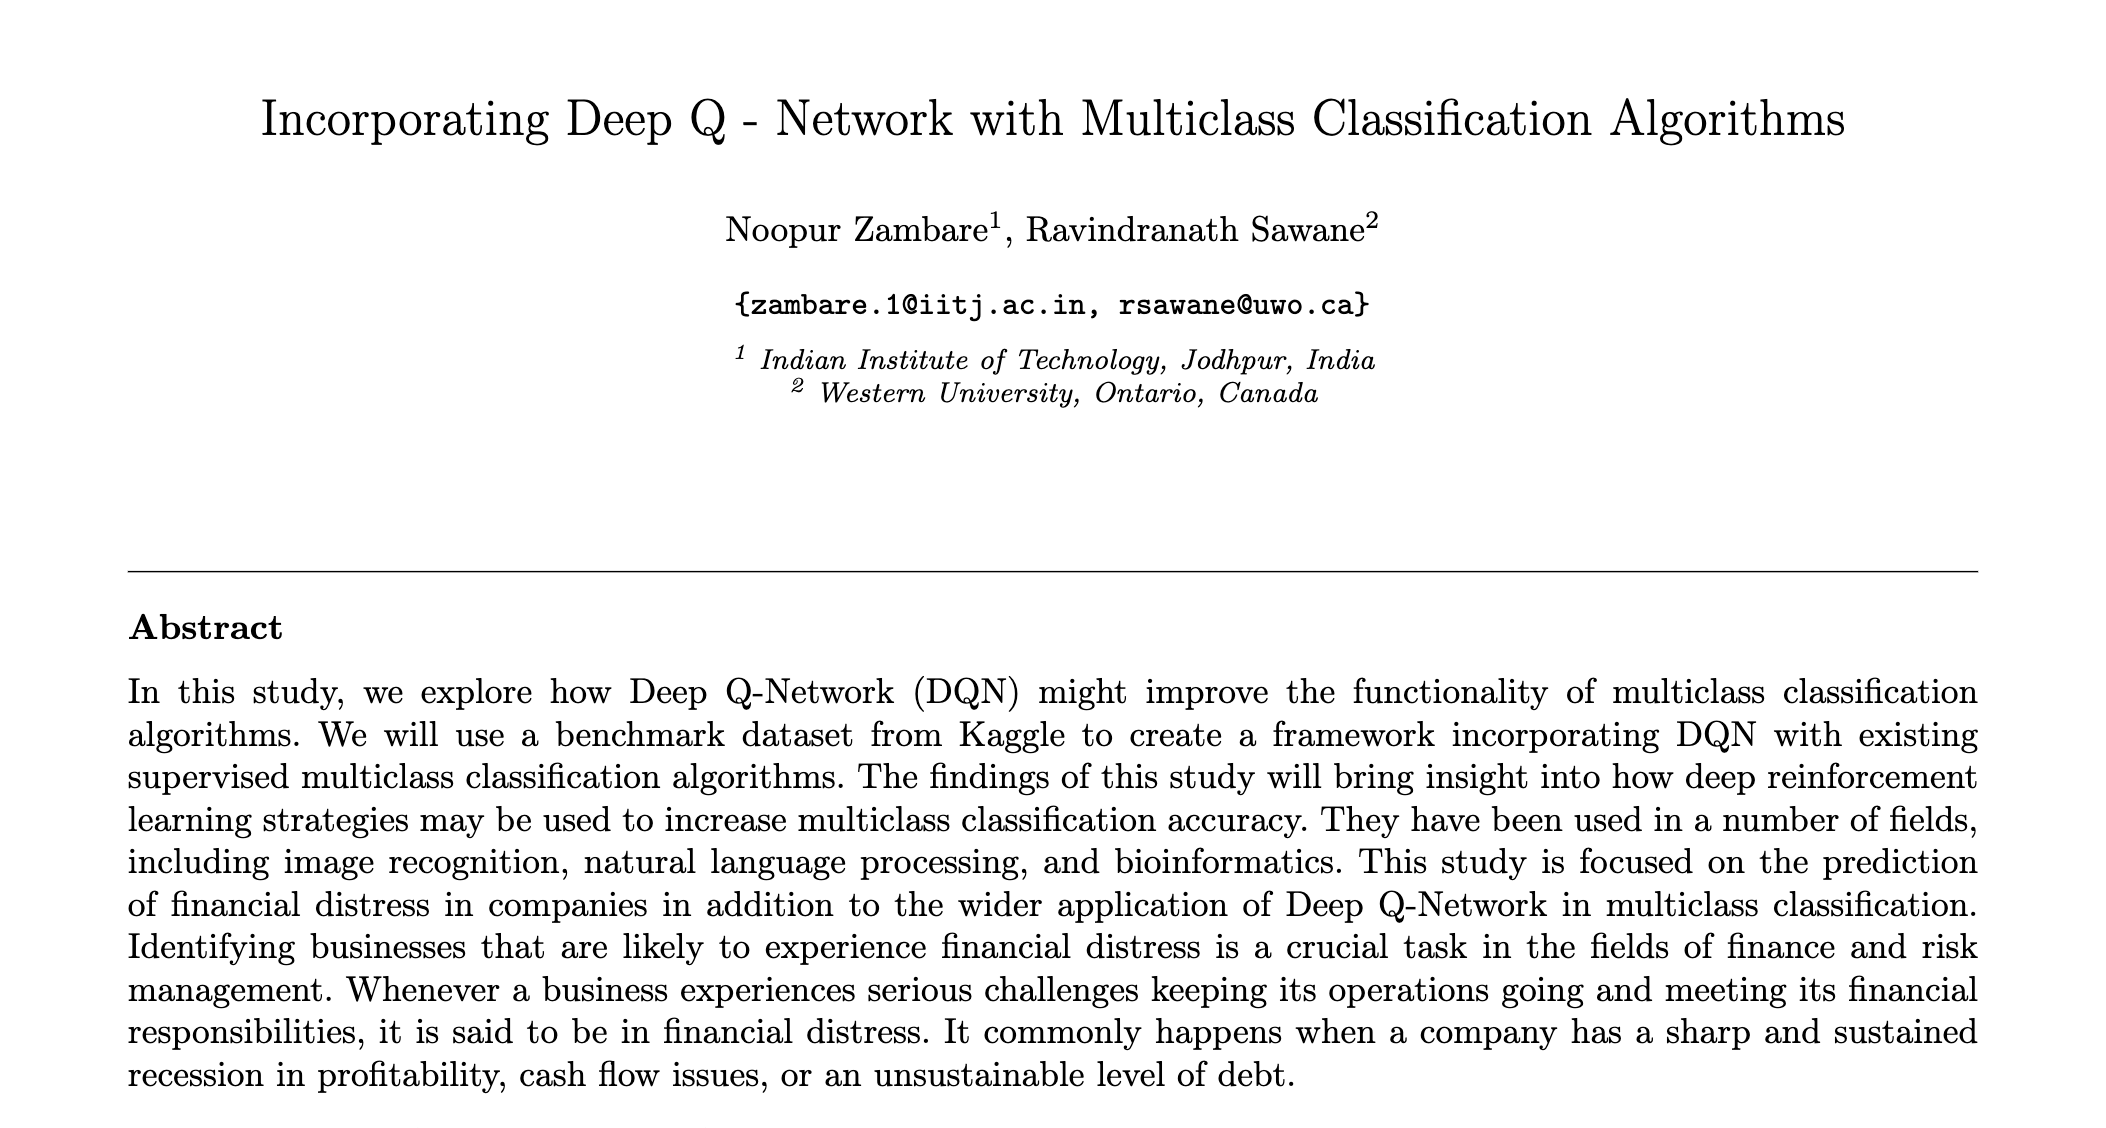 Incorporating Deep Q - Network with Multiclass Classification Algorithms
Noopur Zambare1, Ravindranath Sawane2
{zambare.1@iitj.ac.in, rsawane@uwo.ca}
1 Indian Institute of Technology, Jodhpur, India
2 Western University, Ontario, Canada
Abstract
In this study, we explore how Deep Q-Network (DQN) might improve the functionality of multiclass classification
algorithms. We will use a benchmark dataset from Kaggle to create a framework incorporating DQN with existing
supervised multiclass classification algorithms. The findings of this study will bring insight into how deep reinforcement
learning strategies may be used to increase multiclass classification accuracy. They have been used in a number of fields,
including image recognition, natural language processing, and bioinformatics. This study is focused on the prediction
of financial distress in companies in addition to the wider application of Deep Q-Network in multiclass classification.
Identifying businesses that are likely to experience financial distress is a crucial task in the fields of finance and risk
management. Whenever a business experiences serious challenges keeping its operations going and meeting its financial
responsibilities, it is said to be in financial distress. It commonly happens when a company has a sharp and sustained
recession in profitability, cash flow issues, or an unsustainable level of debt.